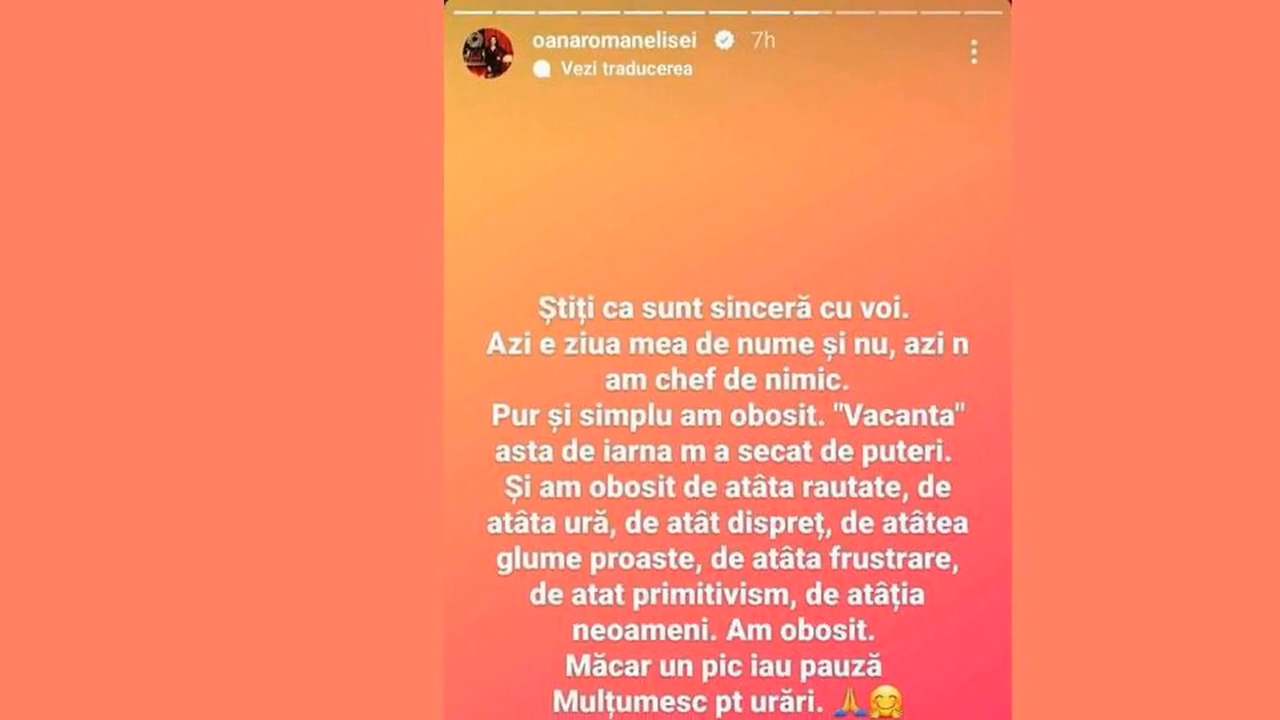 oanaromanelisei 7h
Vezi traducerea
Știți ca sunt sinceră cu voi.
Azi e ziua mea de nume și nu, azi n
am chef de nimic.
Pur și simplu am obosit. "Vacanta"
asta de iarna m a secat de puteri.
Și am obosit de atâta rautate, de
atâta ură, de atât dispreț, de atâtea
glume proaste, de atâta frustrare,
de atat primitivism, de atâția
neoameni. Am obosit.
Măcar un pic iau pauză
Mulțumesc pt urări. 🙏🤗